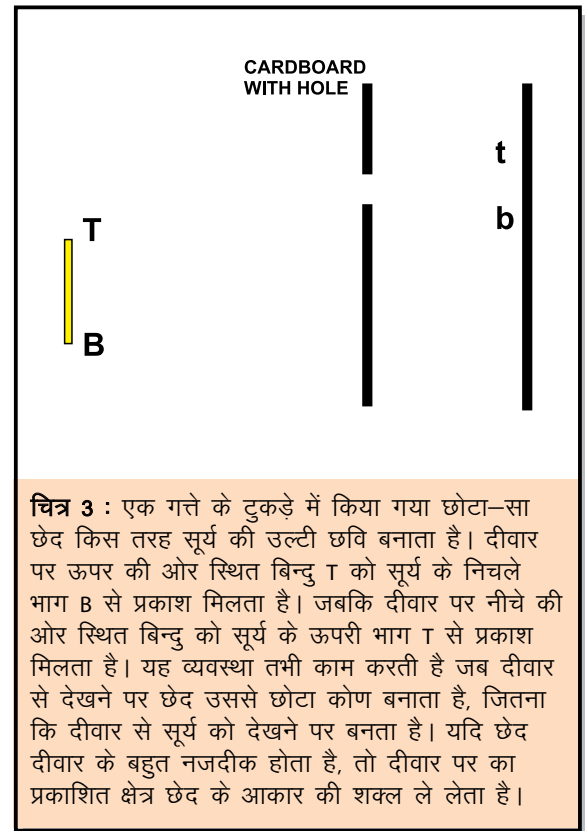 CARDBOARD
WITH HOLE
t
b
T
B
चित्र 3 : एक गत्ते के टुकड़े में किया गया छोटा–सा
छेद किस तरह सूर्य की उल्टी छवि बनाता है। दीवार
पर ऊपर की ओर स्थित बिन्दु T को सूर्य के निचले
भाग B से प्रकाश मिलता है। जबकि दीवार पर नीचे की
ओर स्थित बिन्दु को सूर्य के ऊपरी भाग T से प्रकाश
मिलता है। यह व्यवस्था तभी काम करती है जब दीवार
से देखने पर छेद उससे छोटा कोण बनाता है, जितना
कि दीवार से सूर्य को देखने पर बनता है। यदि छेद
दीवार के बहुत नजदीक होता है, तो दीवार पर का
प्रकाशित क्षेत्र छेद के आकार की शक्ल ले लेता है।